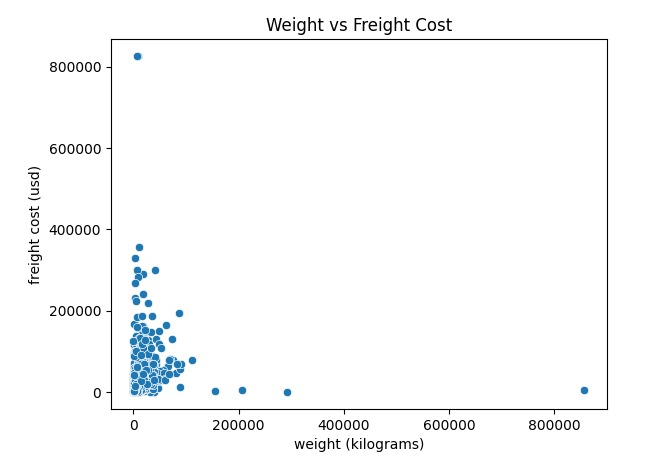 Weight vs Freight Cost
800000
600000
400000
200000
0
freight cost (usd)
0 200000 400000 600000 800000
weight (kilograms)